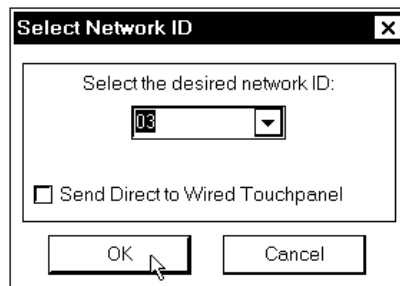 Select Network ID
Select the desired network ID:
03
Send Direct to Wired Touchpanel
OK Cancel